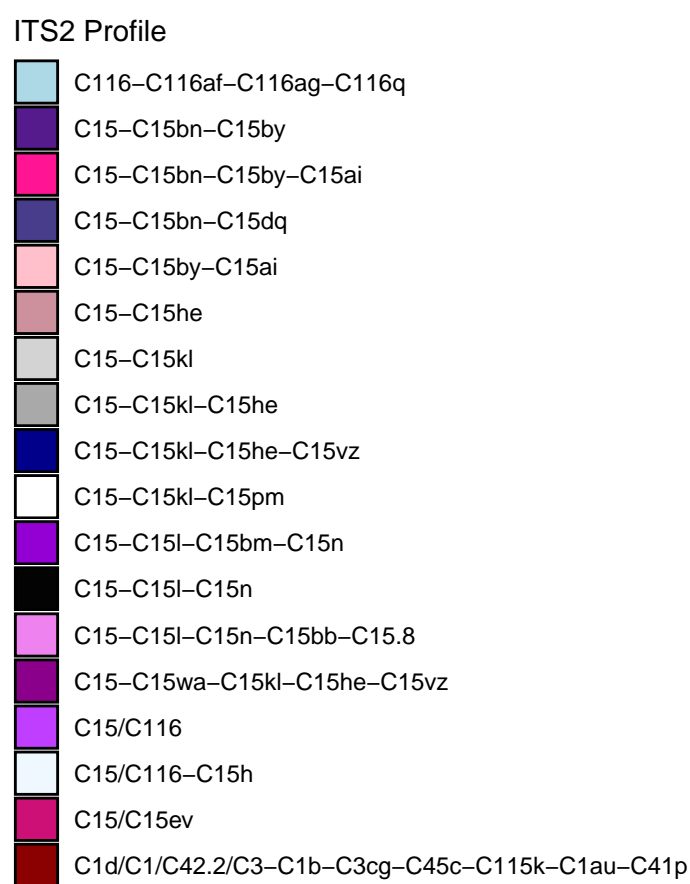 ITS2 Profile
C116−C116af−C116ag−C116q
C15−C15bn−C15by
C15−C15bn−C15by−C15ai
C15−C15bn−C15dq
C15−C15by−C15ai
C15−C15he
C15−C15kl
C15−C15kl−C15he
C15−C15kl−C15he−C15vz
C15−C15kl−C15pm
C15−C15l−C15bm−C15n
C15−C15l−C15n
C15−C15l−C15n−C15bb−C15.8
C15−C15wa−C15kl−C15he−C15vz
C15/C116
C15/C116−C15h
C15/C15ev
C1d/C1/C42.2/C3−C1b−C3cg−C45c−C115k−C1au−C41p